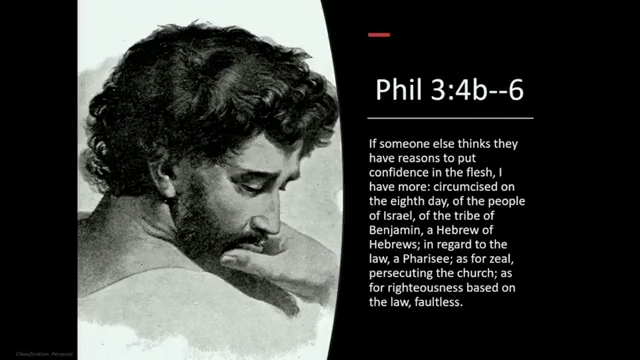 Phil 3:4b--6
If someone else thinks they
have reasons to put
confidence in the flesh, I
have more: circumcised on
the eighth day, of the people
of Israel, of the tribe of
Benjamin, a Hebrew of
Hebrews; in regard to the
law, a Pharisee; as for zeal,
persecuting the church; as
for righteousness based on
the law, faultless.
Classification: Personal